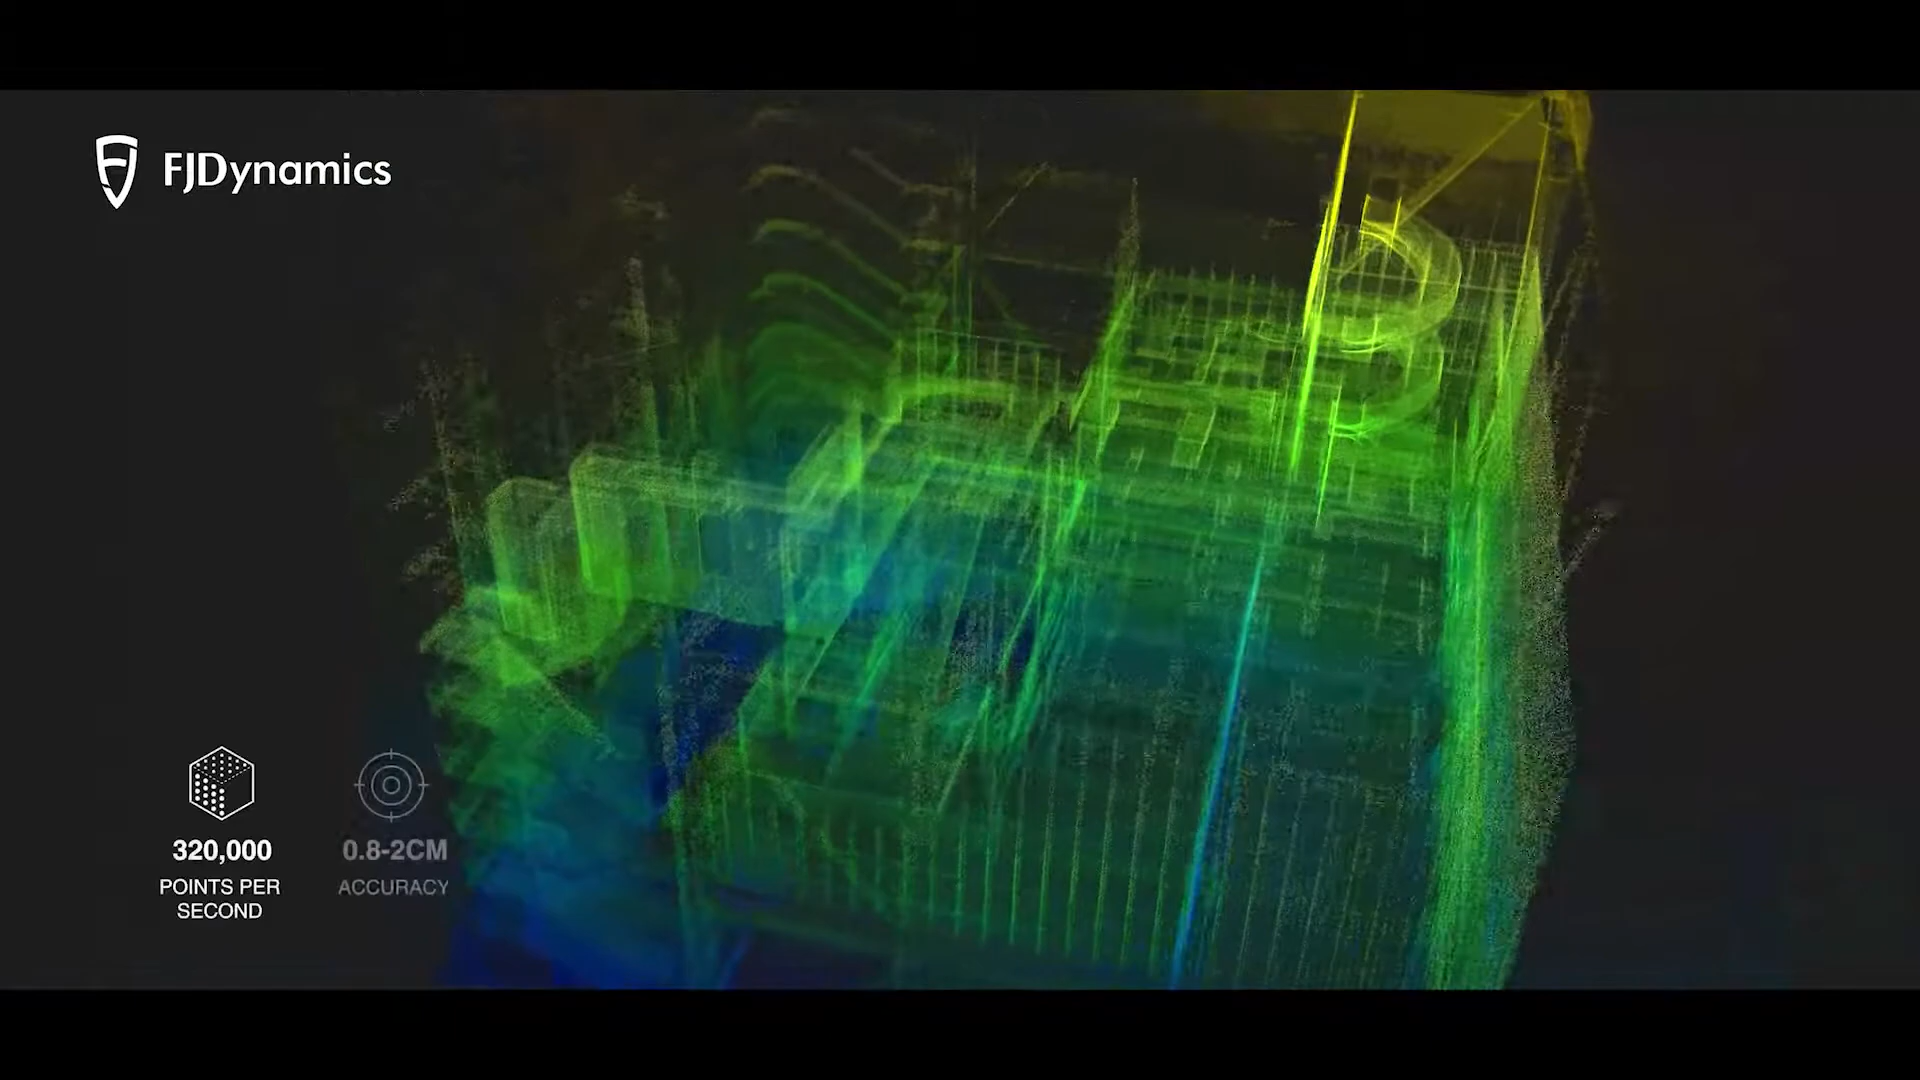 FJDynamics
320,000
POINTS PER
SECOND
0.8-2CM
ACCURACY